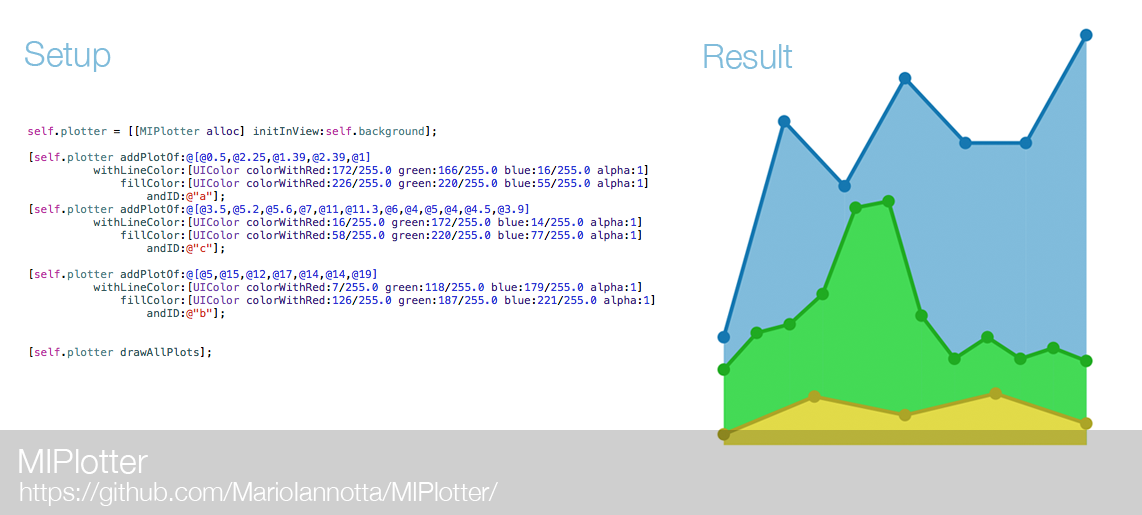 Setup
Result
self.plotter = [[MIPlotter alloc] initInView:self.background];
[self.plotter addPlotOf:@[@0.5,@2.25,@1.39,@2.39,@1]
withLineColor:[UIColor colorWithRed:172/255.0 green:166/255.0 blue:16/255.0 alpha:1]
fillColor:[UIColor colorWithRed:226/255.0 green:220/255.0 blue:55/255.0 alpha:1]
andID:@"a"];
[self.plotter addPlotOf:@[@3.5,@5.2,@5.6,@7,@11,@11.3,@6,@4,@5,@4,@4.5,@3.9]
withLineColor:[UIColor colorWithRed:16/255.0 green:172/255.0 blue:14/255.0 alpha:1]
fillColor:[UIColor colorWithRed:58/255.0 green:220/255.0 blue:77/255.0 alpha:1]
andID:@"c"];
[self.plotter addPlotOf:@[@5,@15,@12,@17,@14,@14,@19]
withLineColor:[UIColor colorWithRed:7/255.0 green:118/255.0 blue:179/255.0 alpha:1]
fillColor:[UIColor colorWithRed:126/255.0 green:187/255.0 blue:221/255.0 alpha:1]
andID:@"b"];
[self.plotter drawAllPlots];
MIPlotter
https://github.com/MarioIannotta/MIPlotter/